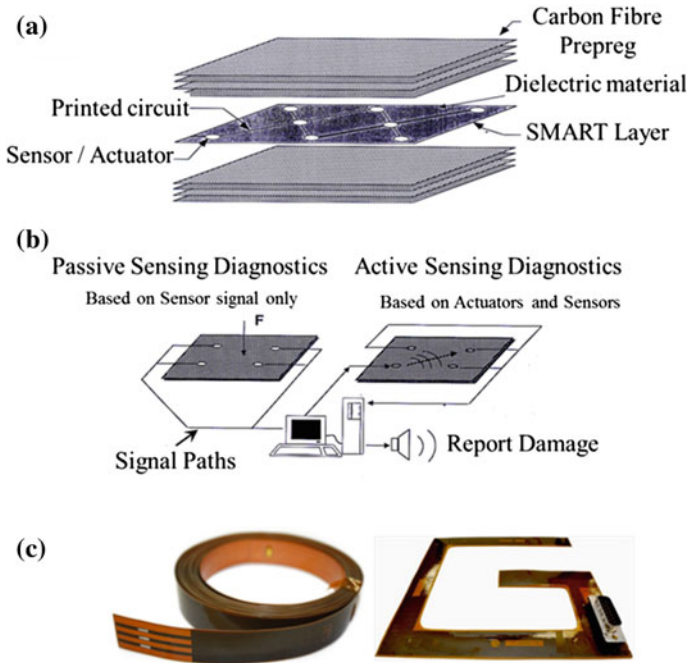 (a)
Carbon Fibre
Prepreg
Dielectric material
Printed circuit
SMART Layer
Sensor / Actuator
(b)
Passive Sensing Diagnostics
Active Sensing Diagnostics
Based on Sensor signal only
Based on Actuators and Sensors
F
Signal Paths
Report Damage
(c)